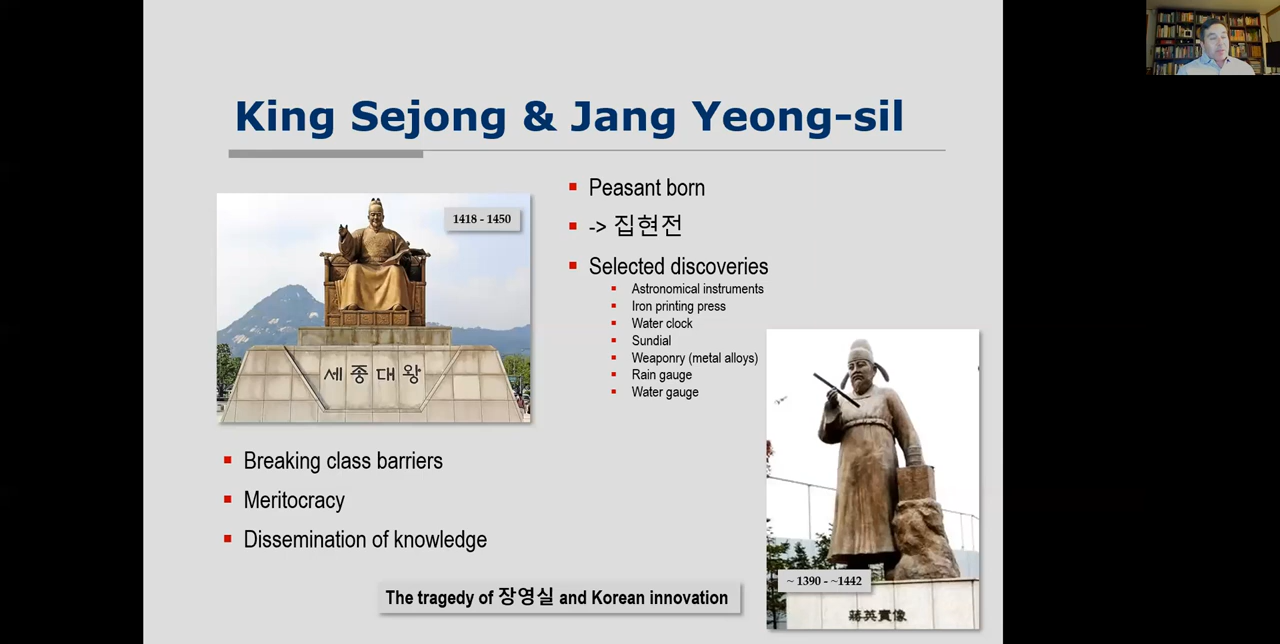 King Sejong & Jang Yeong-sil
1418 - 1450
세종대왕
Breaking class barriers
Meritocracy
Dissemination of knowledge
Peasant born
-> 집현전
Selected discoveries
Astronomical instruments
Iron printing press
Water clock
Sundial
Weaponry (metal alloys)
Rain gauge
Water gauge
~ 1390 - ~1442
蔣英實像
The tragedy of 장영실 and Korean innovation